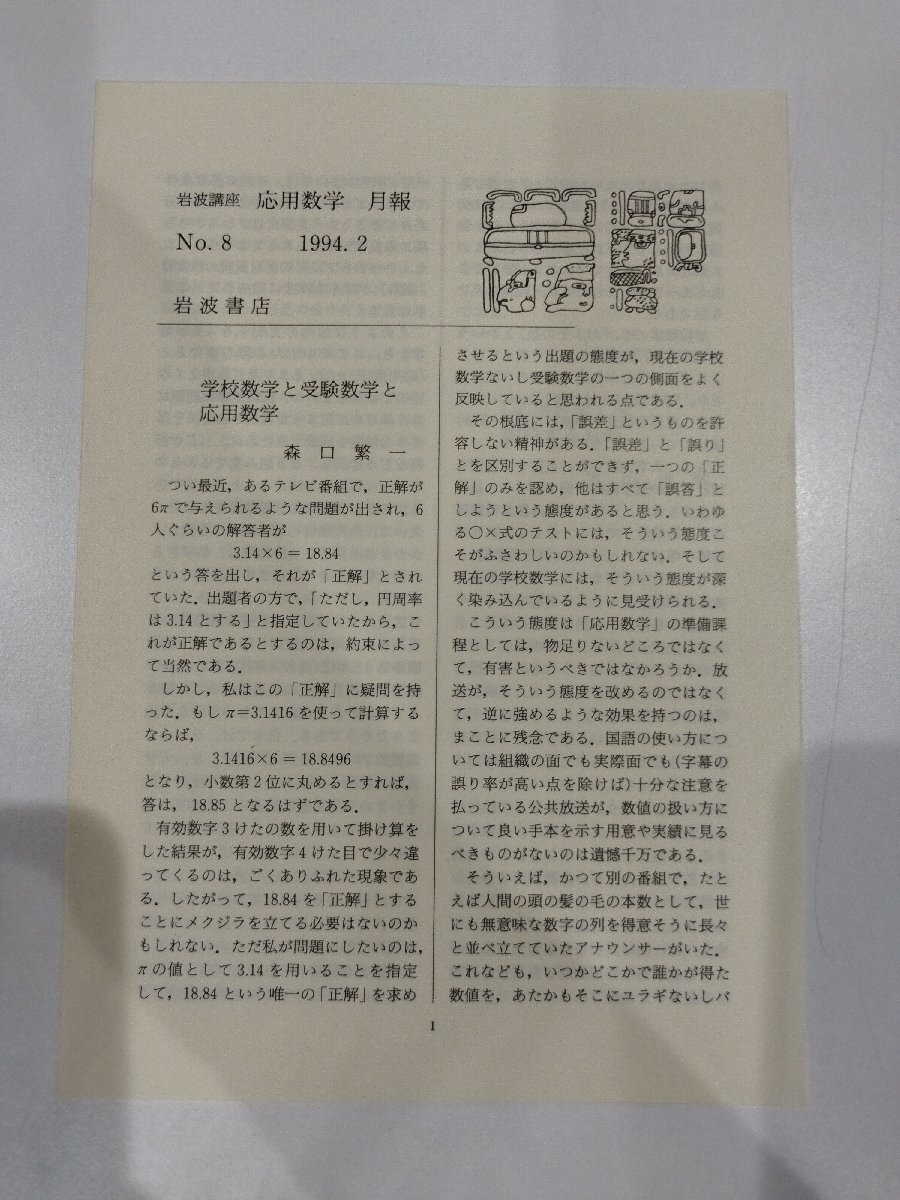 岩波講座 応用数学 月報
No. 8 1994. 2
岩波書店
学校数学と受験数学と
応用数学
森口繁一
つい最近，あるテレビ番組で，正解が
6πで与えられるような問題が出され，6
人ぐらいの解答者が
3.14×6＝18.84
という答を出し，それが「正解」とされ
ていた．出題者の方で，「ただし，円周率
は3.14とする」と指定していたから，こ
れが正解であるとするのは，約束によっ
て当然である．
しかし，私はこの「正解」に疑問を持
った．もしπ=3.1416を使って計算する
ならば，
3.1416×6＝18.8496
となり，小数第2位に丸めるとすれば，
答は，18.85となるはずである．
有効数字3けたの数を用いて掛け算を
した結果が，有効数字4けた目で少々違
ってくるのは，ごくありふれた現象であ
る．したがって，18.84を「正解」とする
ことにメクジラを立てる必要はないのか
もしれない．ただ私が問題にしたいのは，
πの値として3.14を用いることを指定
して，18.84という唯一の「正解」を求め
させるという出題の態度が，現在の学校
数学ないし受験数学の一つの側面をよく
反映していると思われる点である．
その根底には，「誤差」というものを許
容しない精神がある．「誤差」と「誤り」
とを区別することができず，一つの「正
解」のみを認め，他はすべて「誤答」と
しようという態度があると思う．いわゆ
る○×式のテストには，そういう態度こ
そがふさわしいのかもしれない．そして
現在の学校数学には，そういう態度が深
く染み込んでいるように見受けられる．
こういう態度は「応用数学」の準備課
程としては，物足りないどころではなく
て，有害というべきではなかろうか．放
送が，そういう態度を改めるのではなく
て，逆に強めるような効果を持つのは，
まことに残念である．国語の使い方につ
いては組織の面でも実際面でも(字幕の
誤り率が高い点を除けば)十分な注意を
払っている公共放送が，数値の扱い方に
ついて良い手本を示す用意や実績に見る
べきものがないのは遺憾千万である．
そういえば，かつて別の番組で，たと
えば人間の頭の髪の毛の本数として，世
にも無意味な数字の列を得意そうに長々
と並べ立てていたアナウンサーがいた．
これなども，いつかどこかで誰かが得た
数値を，あたかもそこにユラギないしバ
1